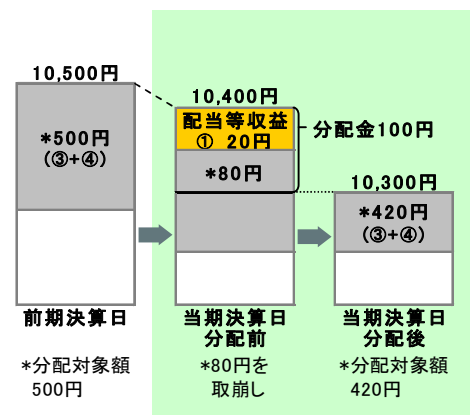 10,500円
*500円
(③+④)
前期決算日
*分配対象額
500円
10,400円
配当等収益
① 20円
*80円
分配金100円
当期決算日
分配前
*80円を
取崩し
10,300円
*420円
(③+④)
当期決算日
分配後
*分配対象額
420円